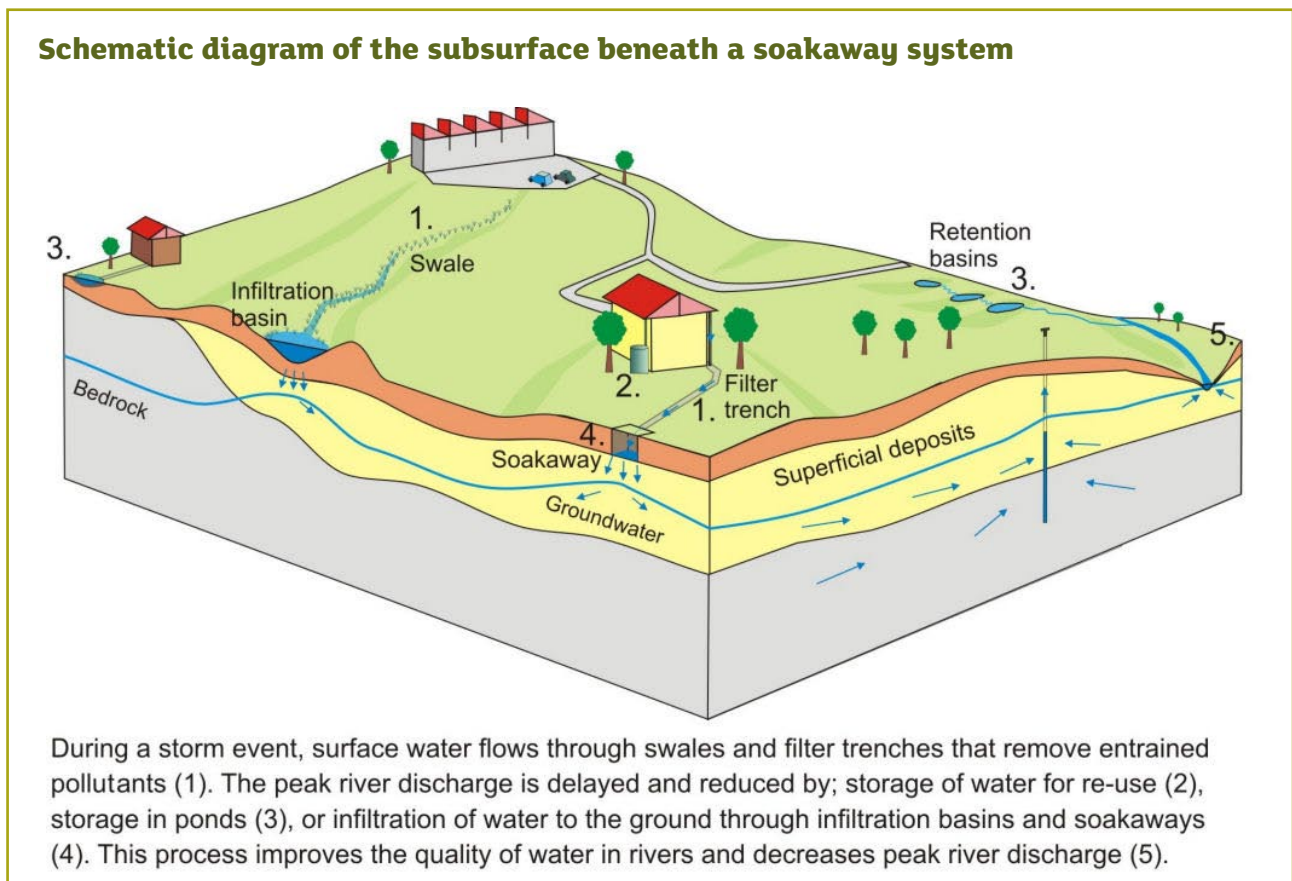 Schematic diagram of the subsurface beneath a soakaway system
1.
Swale
3.
Infiltration
basin
Retention
basins
3.
5.
Bedrock
2.
Filter
trench
1.
4.
Soakaway
Superficial deposits
Groundwater
During a storm event, surface water flows through swales and filter trenches that remove entrained
pollutants (1). The peak river discharge is delayed and reduced by; storage of water for re-use (2),
storage in ponds (3), or infiltration of water to the ground through infiltration basins and soakaways
(4). This process improves the quality of water in rivers and decreases peak river discharge (5).